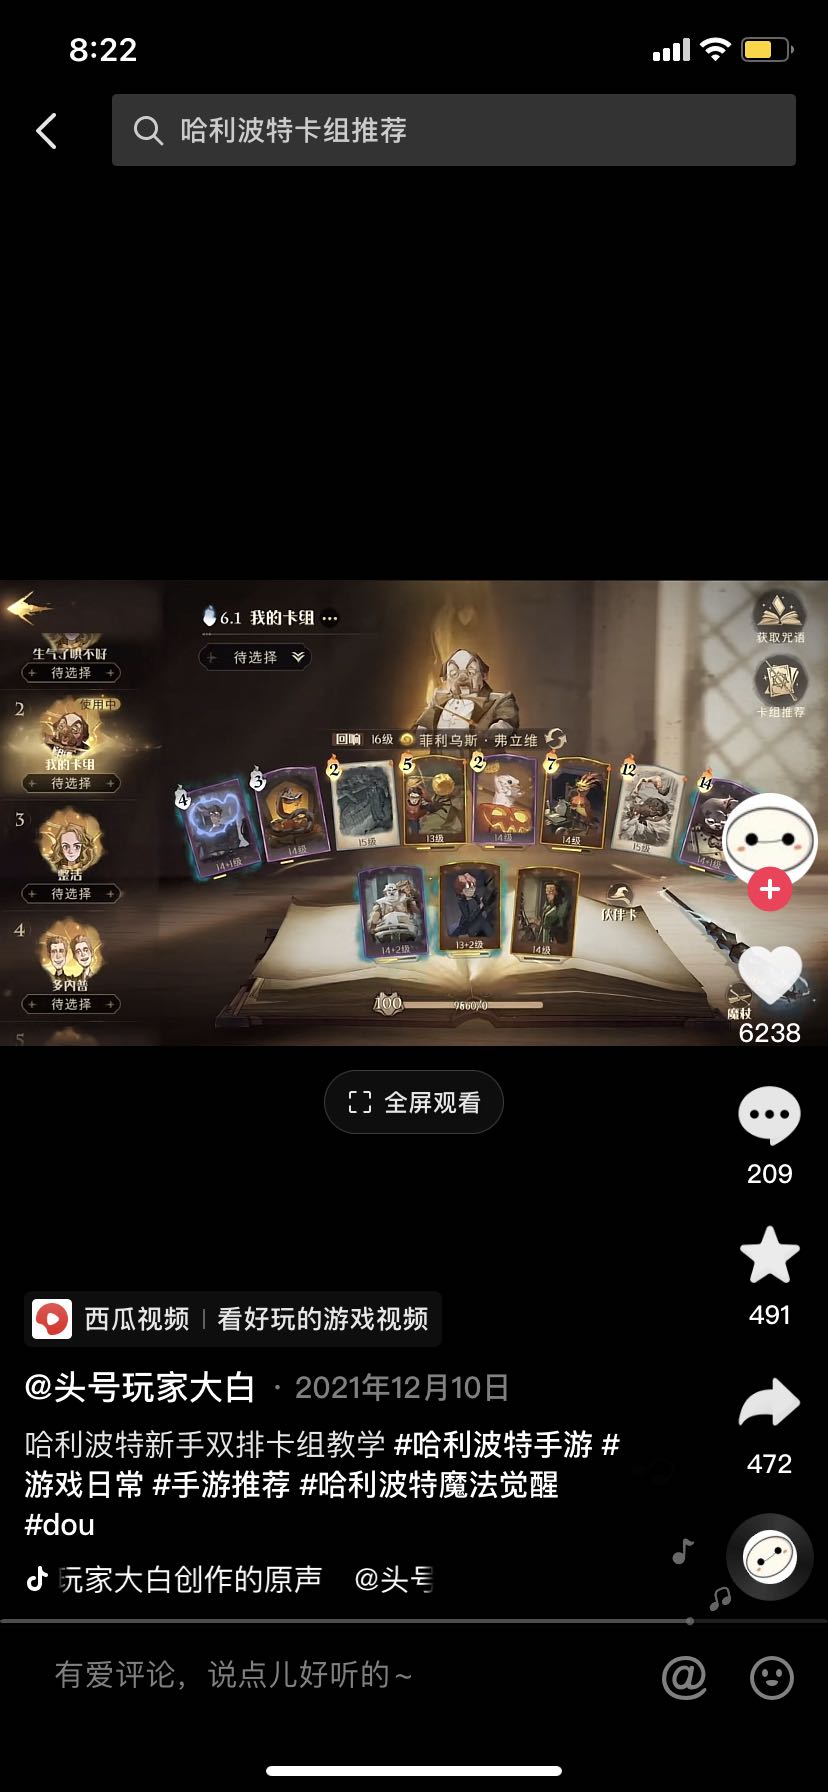 8:22
哈利波特卡组推荐
6.1 我的卡组
待选择
获取咒语
卡组推荐
生气了哄不好
待选择
2
使用中
我的卡组
待选择
3
整活
待选择
4
多内普
待选择
5
回响 16级 菲利乌斯·弗立维
4 3 2 5 2 7 12 14
14+1级 14级 15级 13级 14级 14级 15级 14+1级
14+2级 13+2级 14级
伙伴卡
100 9860/0
魔杖
6238
全屏观看
209
491
472
西瓜视频 | 看好玩的游戏视频
@头号玩家大白 · 2021年12月10日
哈利波特新手双排卡组教学 #哈利波特手游 #
游戏日常 #手游推荐 #哈利波特魔法觉醒
#dou
玩家大白创作的原声 @头号
有爱评论，说点儿好听的~